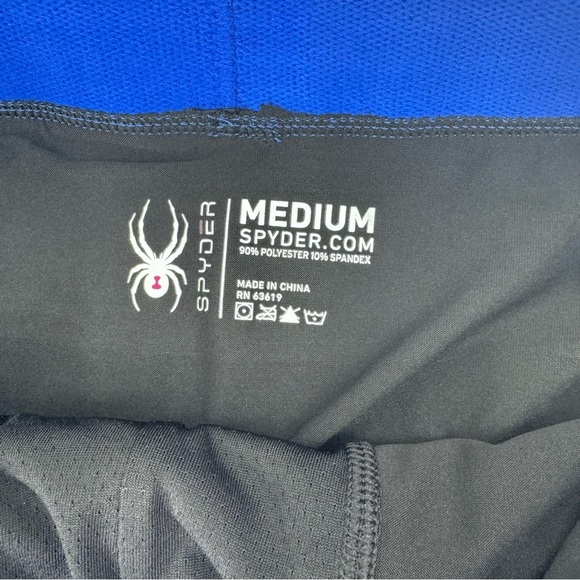 SPYDER
MEDIUM
SPYDER.COM
90% POLYESTER 10% SPANDEX
MADE IN CHINA
RN 63619